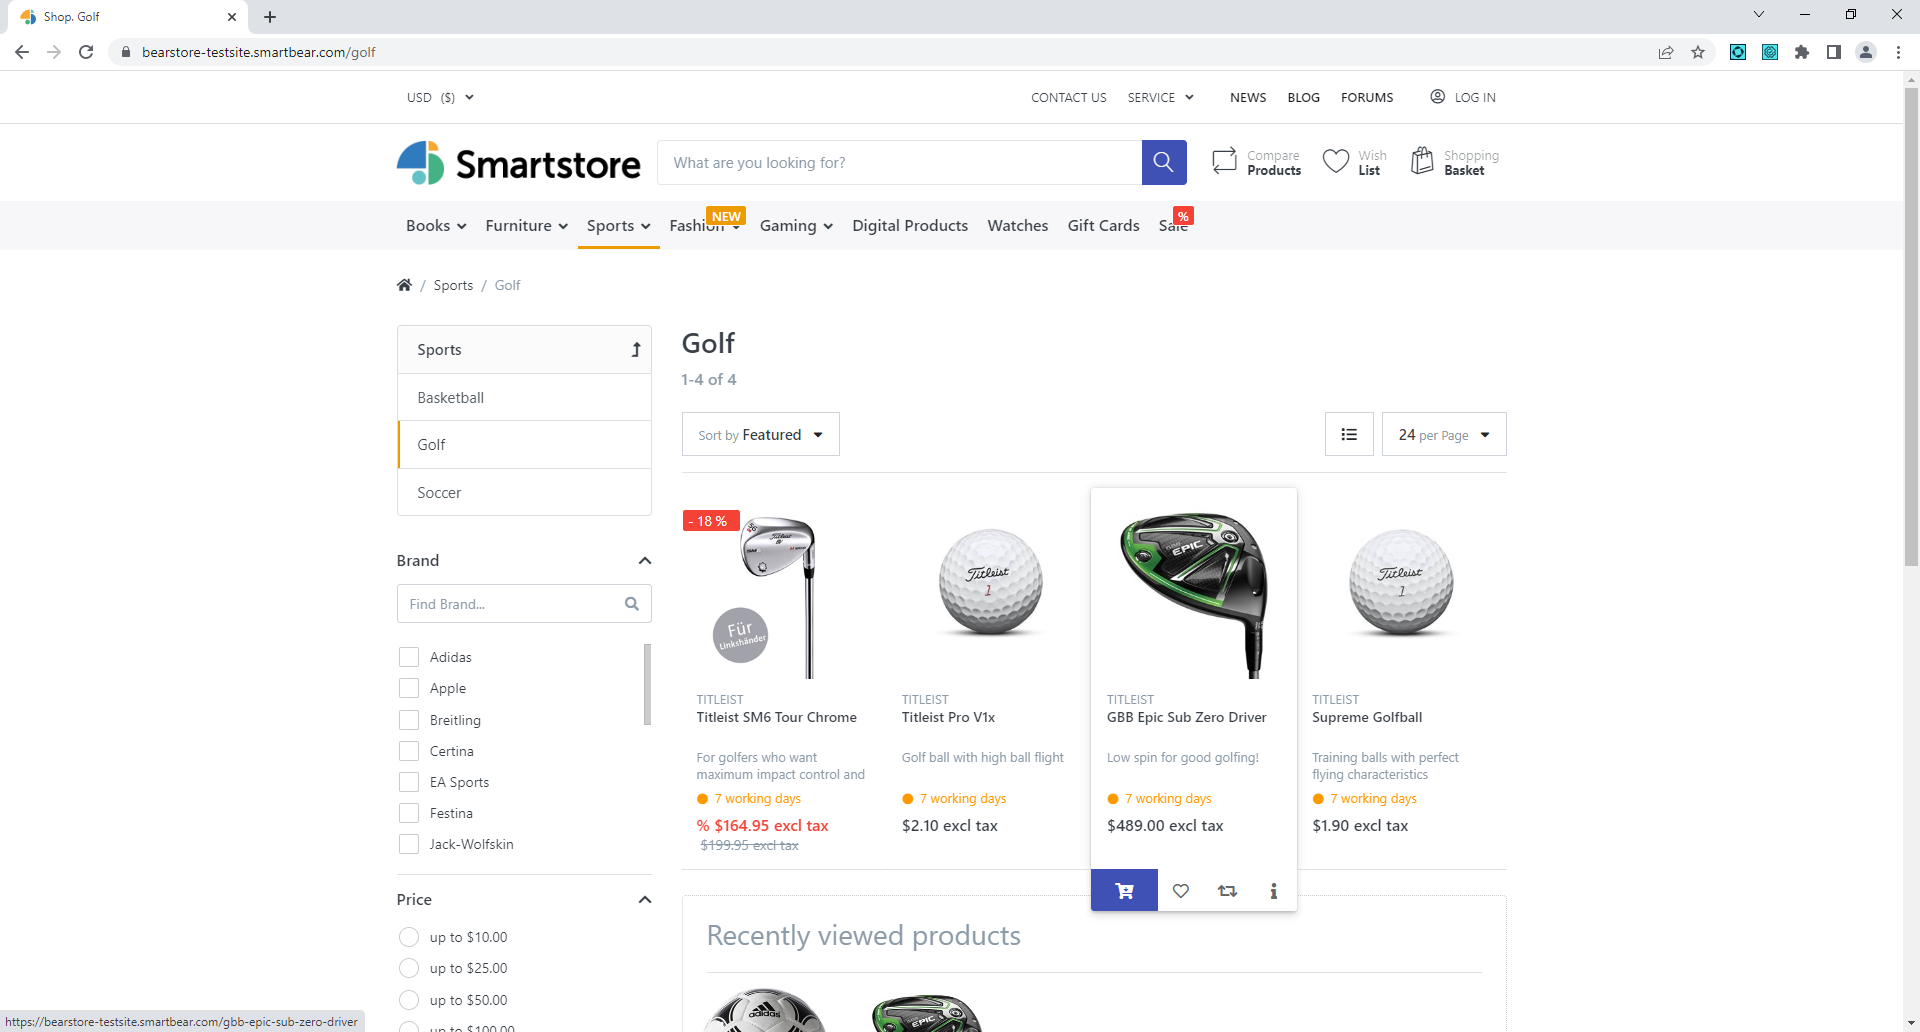 Shop. Golf
bearstore-testsite.smartbear.com/golf
USD ($)
CONTACT US
SERVICE
NEWS
BLOG
FORUMS
LOG IN
Smartstore
What are you looking for?
Compare
Products
Wish
List
Shopping
Basket
Books
Furniture
Sports
Fashion
NEW
Gaming
Digital Products
Watches
Gift Cards
Sale
%
/ Sports / Golf
Sports
Basketball
Golf
Soccer
Brand
Find Brand...
Adidas
Apple
Breitling
Certina
EA Sports
Festina
Jack-Wolfskin
Price
up to $10.00
up to $25.00
up to $50.00
up to $100.00
Golf
1-4 of 4
Sort by Featured
24 per Page
- 18 %
Titleist
Für
Linkshänder
TITLEIST
Titleist SM6 Tour Chrome
For golfers who want
maximum impact control and
7 working days
% $164.95 excl tax
$199.95 excl tax
Titleist
1
TITLEIST
Titleist Pro V1x
Golf ball with high ball flight
7 working days
$2.10 excl tax
EPIC
TITLEIST
GBB Epic Sub Zero Driver
Low spin for good golfing!
7 working days
$489.00 excl tax
Titleist
1
TITLEIST
Supreme Golfball
Training balls with perfect
flying characteristics
7 working days
$1.90 excl tax
Recently viewed products
adidas
https://bearstore-testsite.smartbear.com/gbb-epic-sub-zero-driver